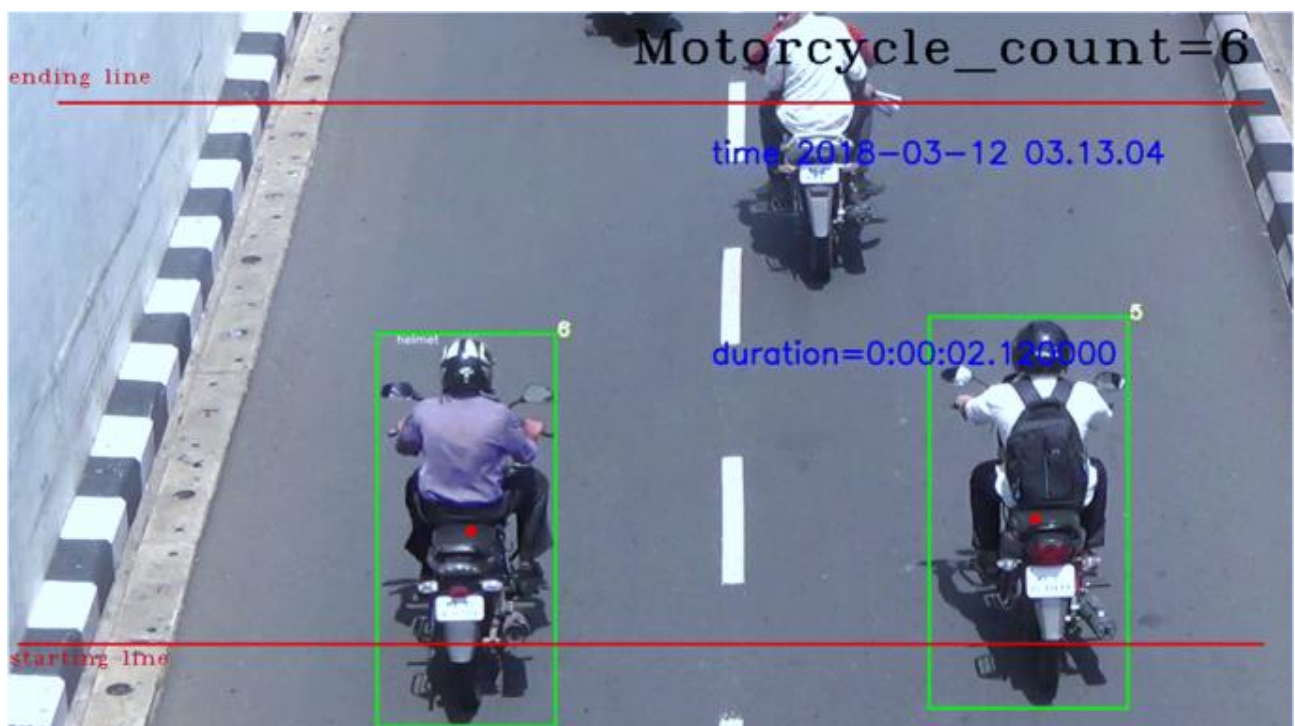 Motorcycle_count=6
ending line
time 2018-03-12 03.13.04
6
5
helmet
duration=0:00:02.120000
starting line